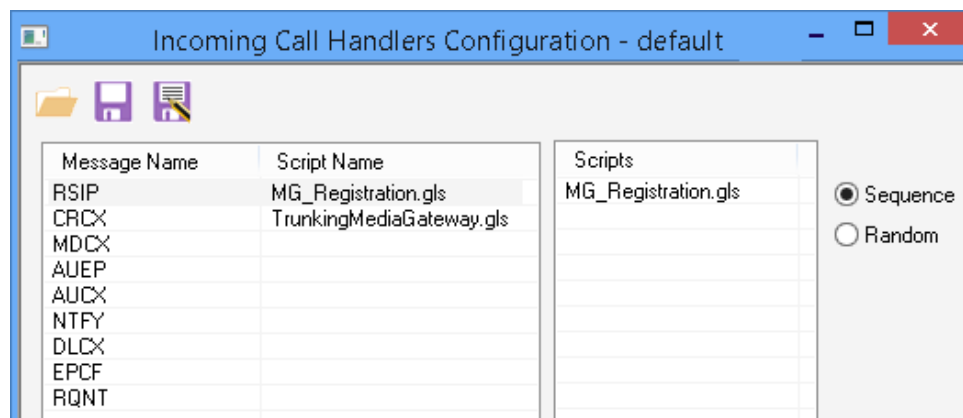 Incoming Call Handlers Configuration - default
Message Name Script Name
RSIP MG_Registration.gls
CRCX TrunkingMediaGateway.gls
MDCX
AUEP
AUCX
NTFY
DLCX
EPCF
RQNT
Scripts
MG_Registration.gls
Sequence
Random